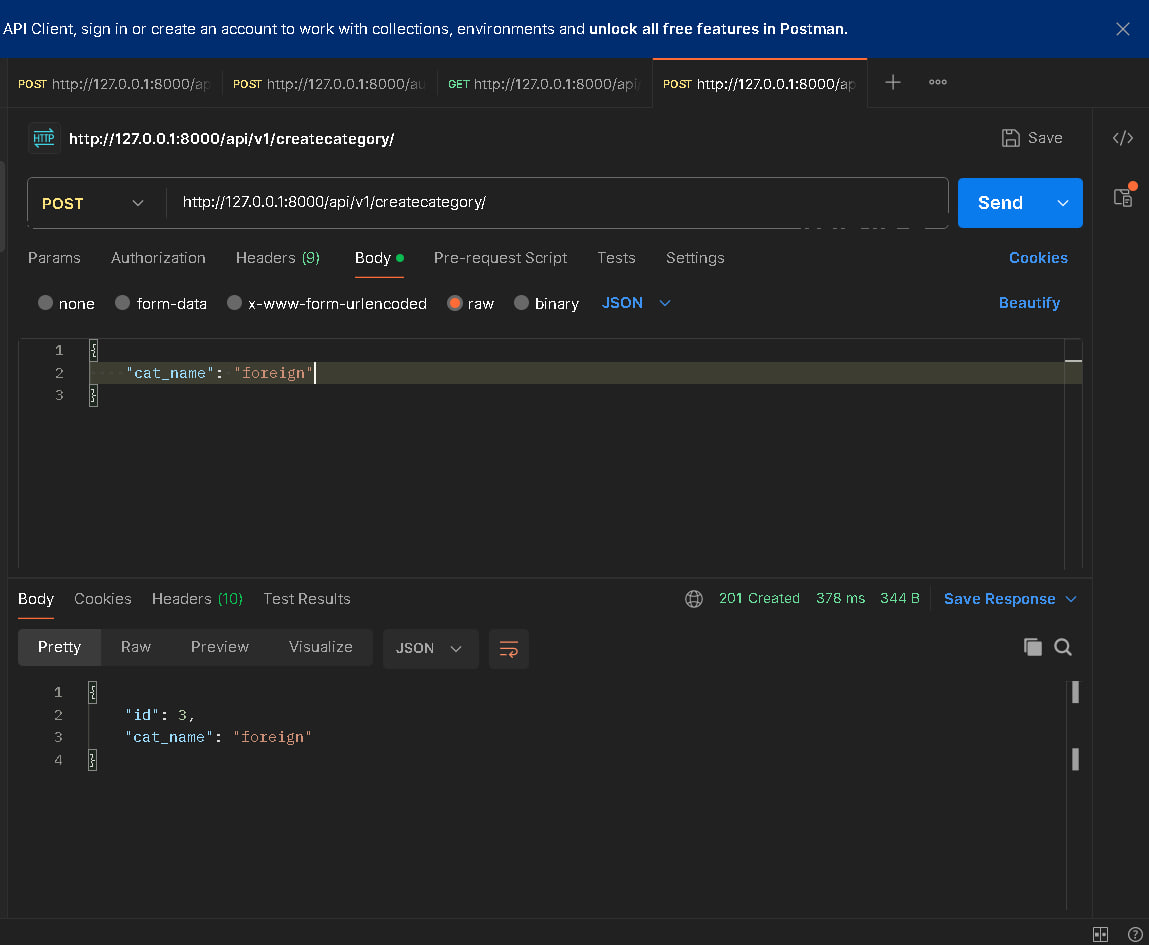 API Client, sign in or create an account to work with collections, environments and unlock all free features in Postman.
POST http://127.0.0.1:8000/ap POST http://127.0.0.1:8000/au GET http://127.0.0.1:8000/api/ POST http://127.0.0.1:8000/ap
HTTP http://127.0.0.1:8000/api/v1/createcategory/ Save </>
POST http://127.0.0.1:8000/api/v1/createcategory/ Send
Params Authorization Headers (9) Body Pre-request Script Tests Settings Cookies
none form-data x-www-form-urlencoded raw binary JSON Beautify
1 {
2 "cat_name": "foreign"
3 }
Body Cookies Headers (10) Test Results 201 Created 378 ms 344 B Save Response
Pretty Raw Preview Visualize JSON
1 {
2 "id": 3,
3 "cat_name": "foreign"
4 }